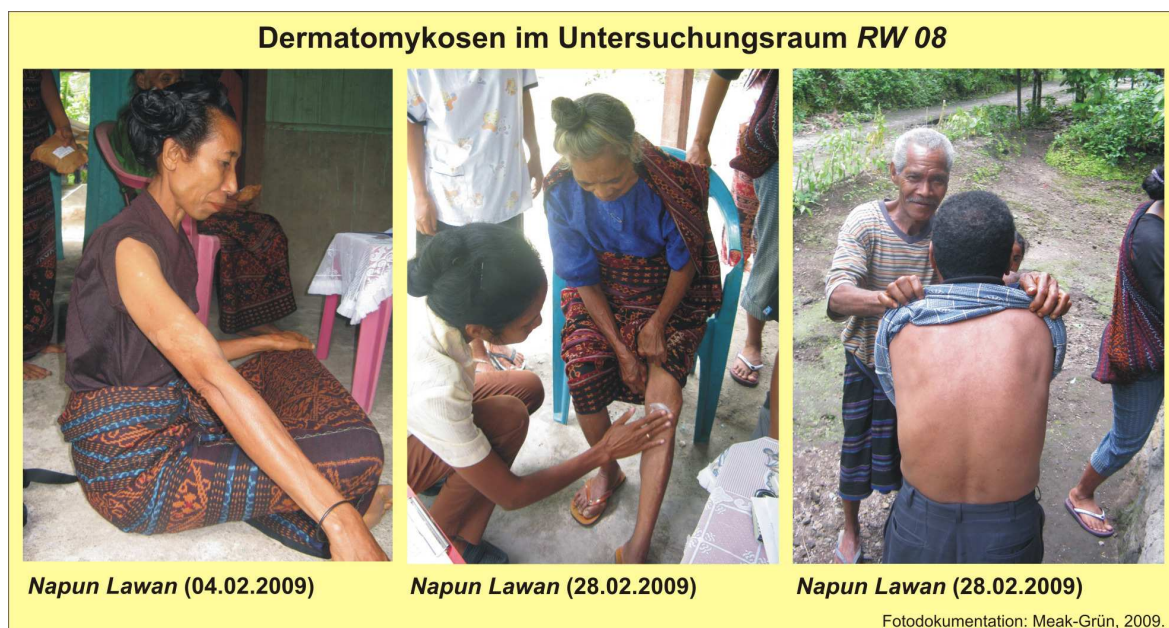 Dermatomykosen im Untersuchungsraum RW 08
Napun Lawan (04.02.2009)
Napun Lawan (28.02.2009)
Napun Lawan (28.02.2009)
Fotodokumentation: Meak-Grün, 2009.